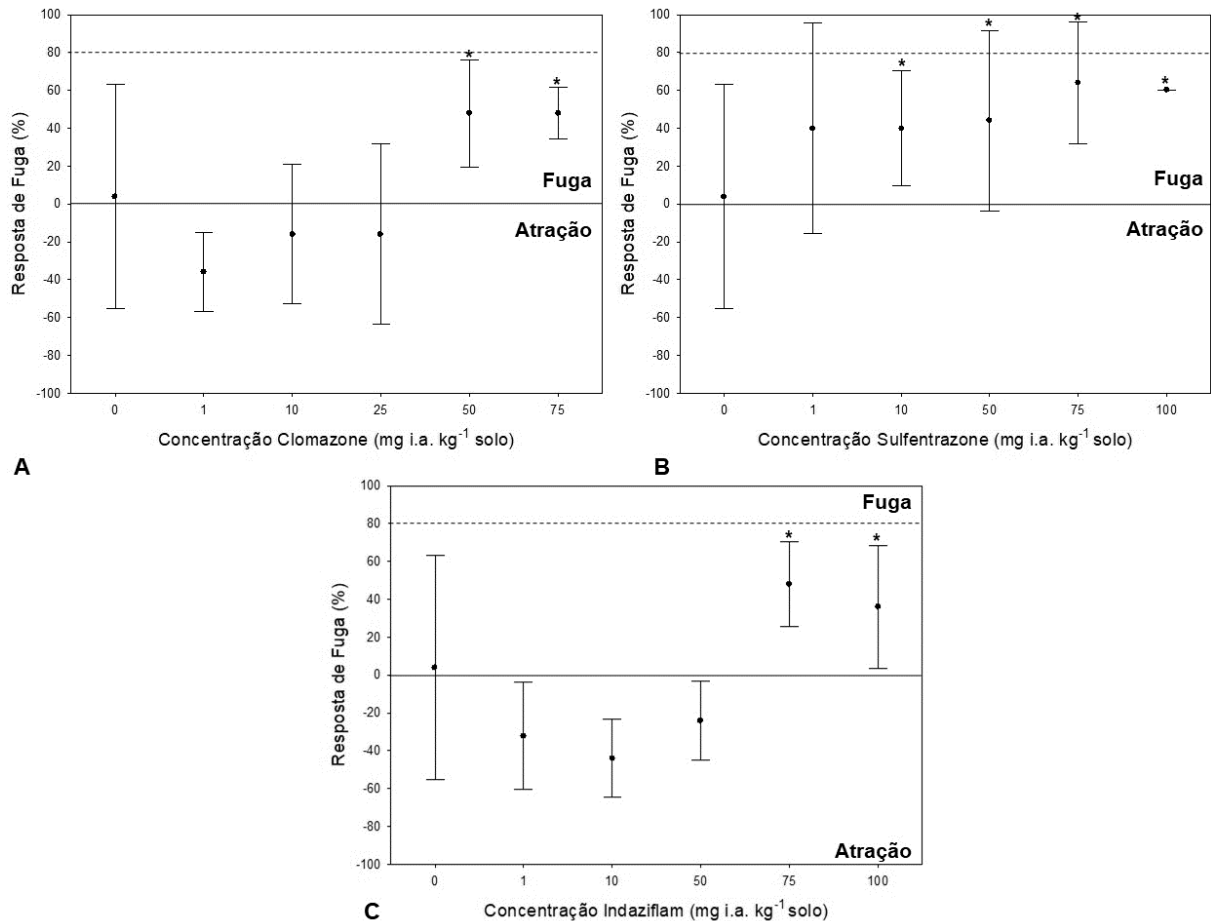 100
80
60
40
20
0
-20
-40
-60
-80
-100
Resposta de Fuga (%)
*
*
Fuga
Atração
0 1 10 25 50 75
Concentração Clomazone (mg i.a. kg⁻¹ solo)
A
100
80
60
40
20
0
-20
-40
-60
-80
-100
Resposta de Fuga (%)
*
*
*
*
Fuga
Atração
0 1 10 50 75 100
Concentração Sulfentrazone (mg i.a. kg⁻¹ solo)
B
100
80
60
40
20
0
-20
-40
-60
-80
-100
Resposta de Fuga (%)
Fuga
*
*
Atração
0 1 10 50 75 100
Concentração Indaziflam (mg i.a. kg⁻¹ solo)
C